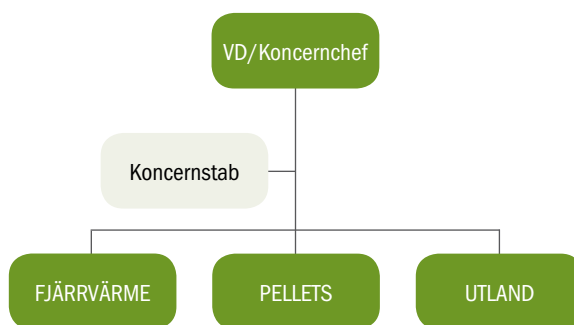 VD/Koncernchef
Koncernstab
FJÄRRVÄRME
PELLETS
UTLAND